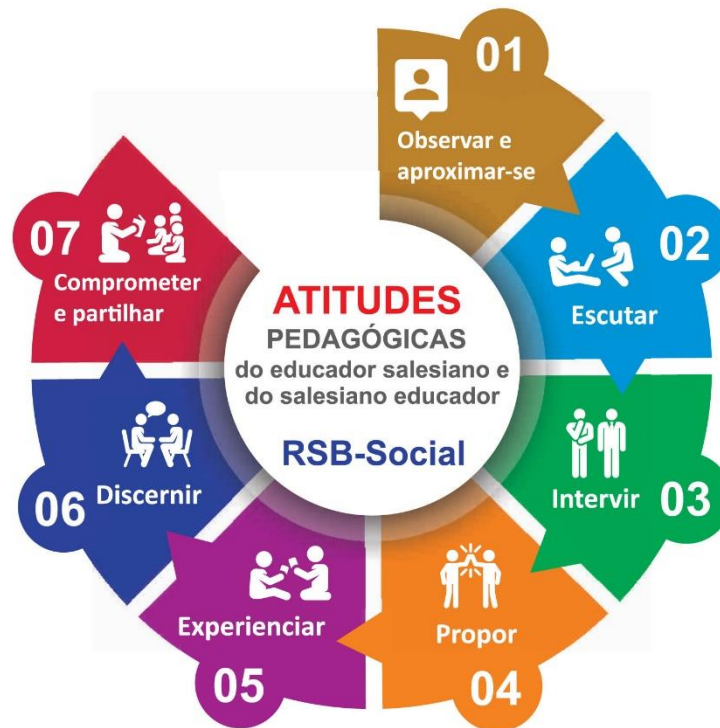 ATITUDES
PEDAGÓGICAS
do educador salesiano e
do salesiano educador
RSB-Social
01
Observar e
aproximar-se
02
Escutar
03
Intervir
04
Propor
05
Experienciar
06
Discernir
07
Comprometer
e partilhar